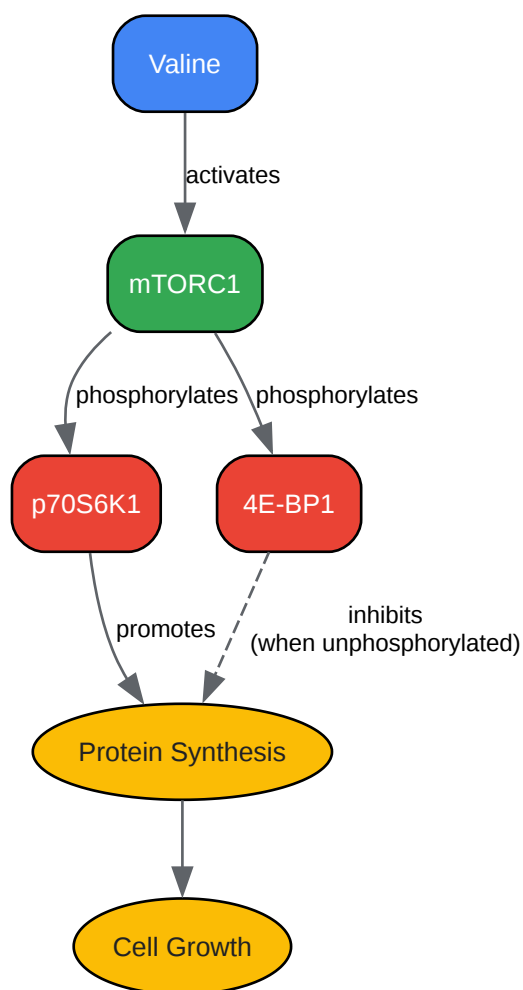 Valine
activates
mTORC1
phosphorylates
phosphorylates
p70S6K1
4E-BP1
promotes
inhibits
(when unphosphorylated)
Protein Synthesis
Cell Growth